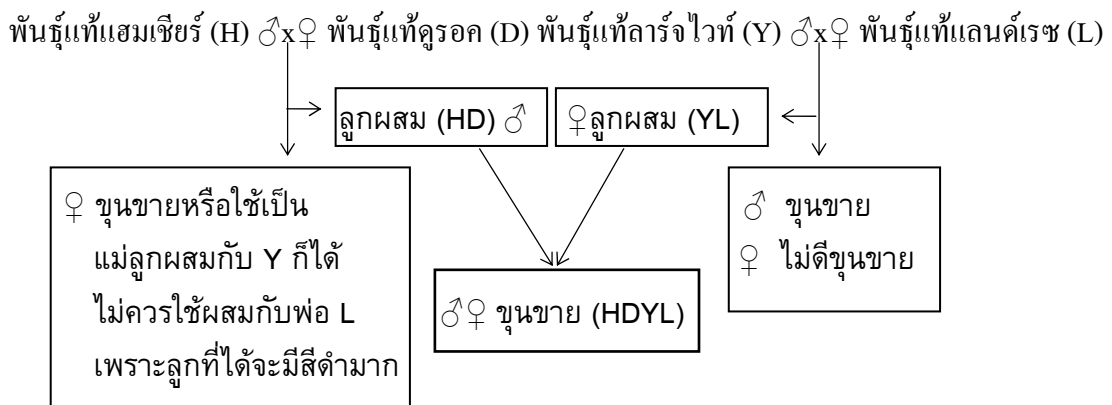 พันธุ์แท้แฮมเชียร์ (H) ♂x♀ พันธุ์แท้ดูรอค (D) พันธุ์แท้ลาร์จไวท์ (Y) ♂x♀ พันธุ์แท้แลนด์เรซ (L)
ลูกผสม (HD) ♂
♀ลูกผสม (YL)
♀ ขุนขายหรือใช้เป็น
แม่ลูกผสมกับ Y ก็ได้
ไม่ควรใช้ผสมกับพ่อ L
เพราะลูกที่ได้จะมีสีดำมาก
♂♀ ขุนขาย (HDYL)
♂ ขุนขาย
♀ ไม่ดีขุนขาย